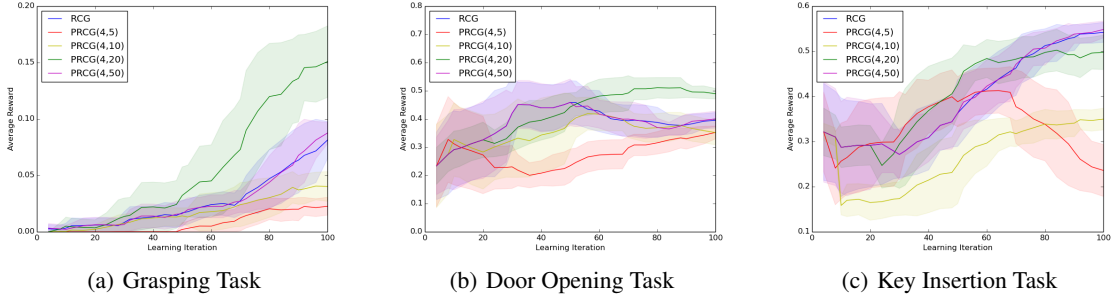 0.20
0.15
0.10
0.05
0.00
0
20
40
60
80
100
Average Reward
Learning Iteration
RCG
PRCG(4,5)
PRCG(4,10)
PRCG(4,20)
PRCG(4,50)
(a) Grasping Task
0.8
0.7
0.6
0.5
0.4
0.3
0.2
0.1
0.0
0
20
40
60
80
100
Average Reward
Learning Iteration
RCG
PRCG(4,5)
PRCG(4,10)
PRCG(4,20)
PRCG(4,50)
(b) Door Opening Task
0.6
0.5
0.4
0.3
0.2
0.1
0
20
40
60
80
100
Average Reward
Learning Iteration
RCG
PRCG(4,5)
PRCG(4,10)
PRCG(4,20)
PRCG(4,50)
(c) Key Insertion Task